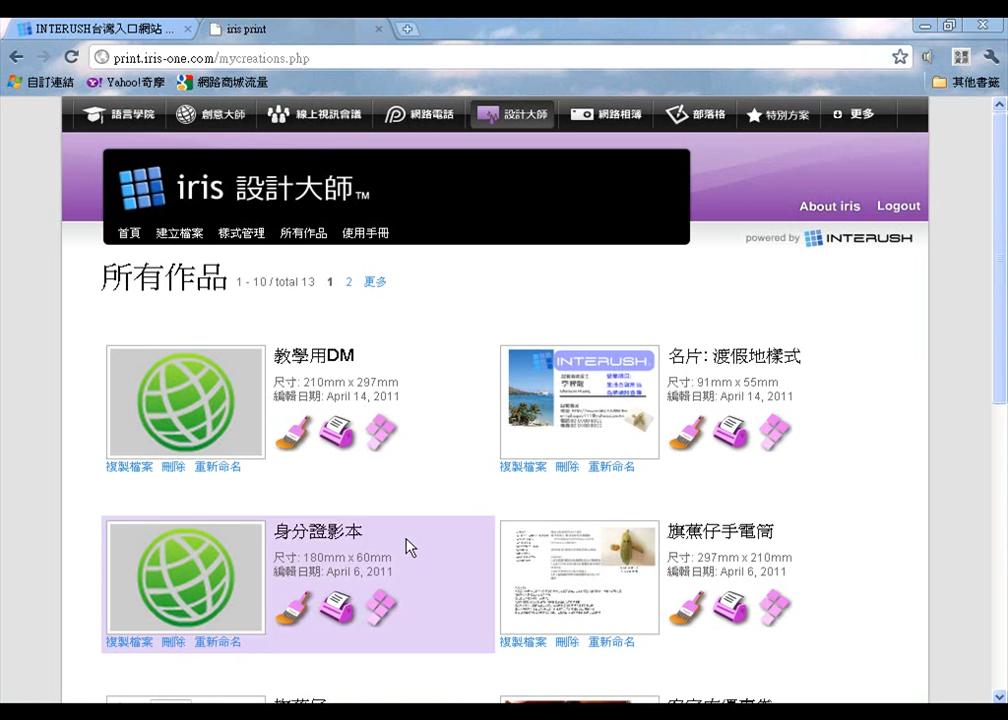 INTERUSH台灣入口網站 ...
iris print
print.iris-one.com/mycreations.php
自訂連結 Yahoo!奇摩 網路商城流量 其他書籤
語言學院 創意大師 線上視訊會議 網路電話 設計大師 網路相簿 部落格 特別方案 更多
iris 設計大師™
About iris Logout
首頁 建立檔案 樣式管理 所有作品 使用手冊
powered by INTERUSH
所有作品 1 - 10 / total 13 1 2 更多
教學用DM
尺寸: 210mm x 297mm
編輯日期: April 14, 2011
複製檔案 刪除 重新命名
INTERUSH
名片: 渡假地樣式
尺寸: 91mm x 55mm
編輯日期: April 14, 2011
複製檔案 刪除 重新命名
身分證影本
尺寸: 180mm x 60mm
編輯日期: April 6, 2011
複製檔案 刪除 重新命名
旗蕉仔手電筒
尺寸: 297mm x 210mm
編輯日期: April 6, 2011
複製檔案 刪除 重新命名